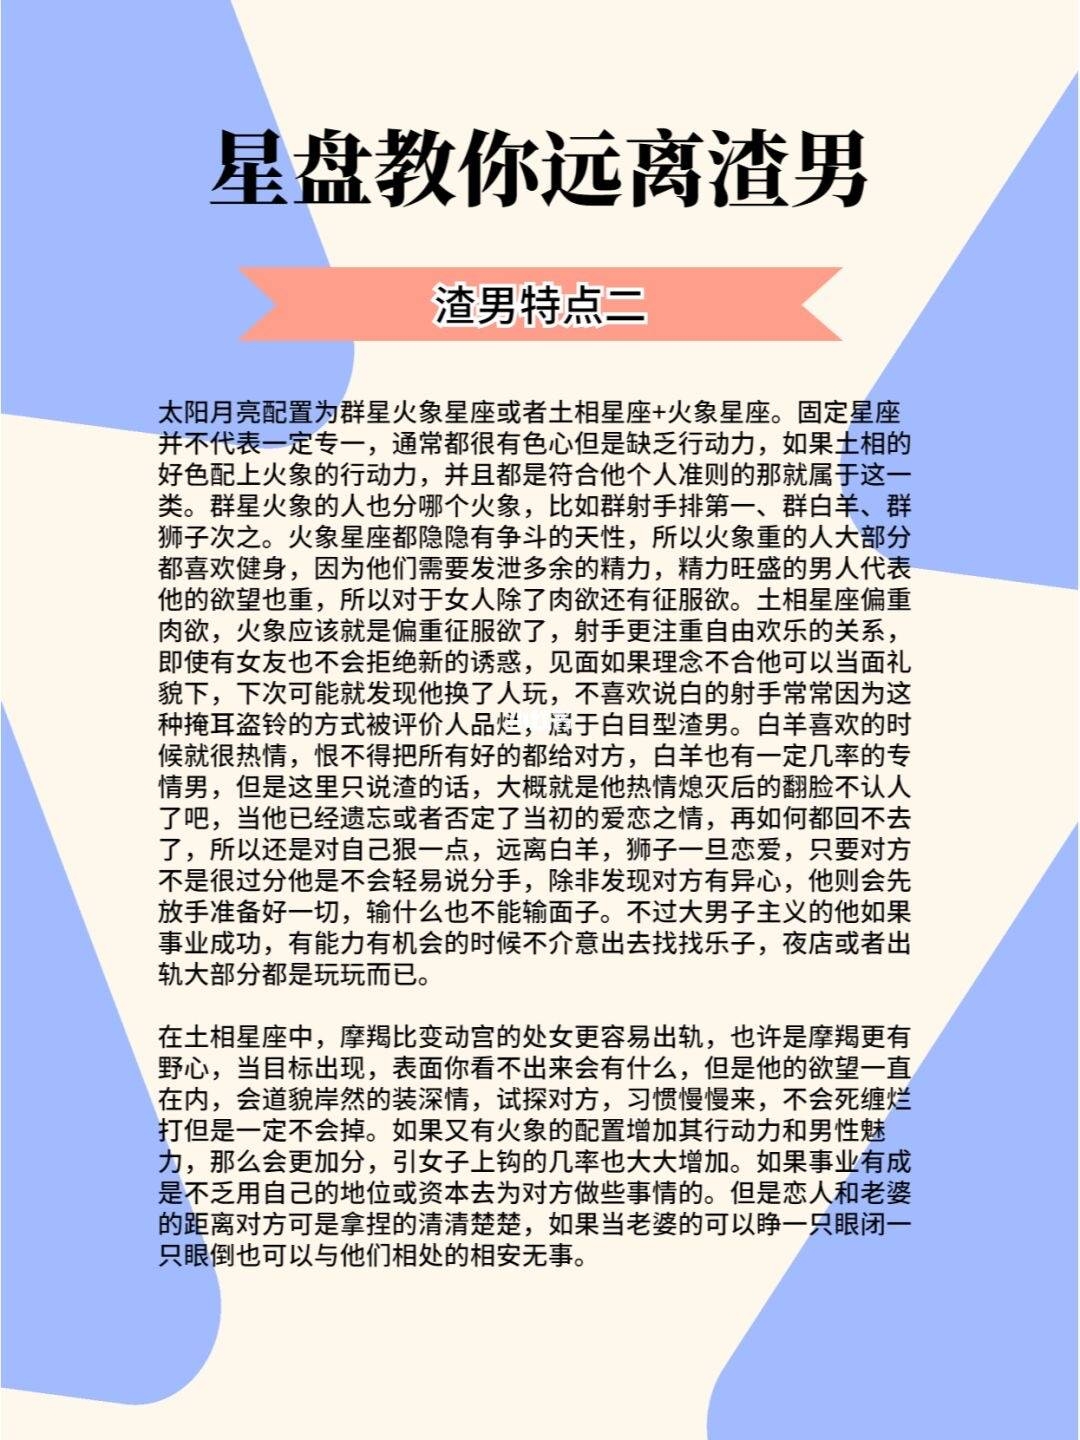 星盘教你远离渣男
渣男特点二
太阳月亮配置为群星火象星座或者土相星座+火象星座。固定星座
并不代表一定专一，通常都很有色心但是缺乏行动力，如果土相的
好色配上火象的行动力，并且都是符合他个人准则的那就属于这一
类。群星火象的人也分哪个火象，比如群射手排第一、群白羊、群
狮子次之。火象星座都隐隐有争斗的天性，所以火象重的人大部分
都喜欢健身，因为他们需要发泄多余的精力，精力旺盛的男人代表
他的欲望也重，所以对于女人除了肉欲还有征服欲。土相星座偏重
肉欲，火象应该就是偏重征服欲了，射手更注重自由欢乐的关系，
即使有女友也不会拒绝新的诱惑，见面如果理念不合他可以当面礼
貌下，下次可能就发现他换了人玩，不喜欢说白的射手常常因为这
种掩耳盗铃的方式被评价人品烂，属于白目型渣男。白羊喜欢的时
候就很热情，恨不得把所有好的都给对方，白羊也有一定几率的专
情男，但是这里只说渣的话，大概就是他热情熄灭后的翻脸不认人
了吧，当他已经遗忘或者否定了当初的爱恋之情，再如何都回不去
了，所以还是对自己狠一点，远离白羊，狮子一旦恋爱，只要对方
不是很过分他是不会轻易说分手，除非发现对方有异心，他则会先
放手准备好一切，输什么也不能输面子。不过大男子主义的他如果
事业成功，有能力有机会的时候不介意出去找找乐子，夜店或者出
轨大部分都是玩玩而已。
在土相星座中，摩羯比变动宫的处女更容易出轨，也许是摩羯更有
野心，当目标出现，表面你看不出来会有什么，但是他的欲望一直
在内，会道貌岸然的装深情，试探对方，习惯慢慢来，不会死缠烂
打但是一定不会掉。如果又有火象的配置增加其行动力和男性魅
力，那么会更加分，引女子上钩的几率也大大增加。如果事业有成
是不乏用自己的地位或资本去为对方做些事情的。但是恋人和老婆
的距离对方可是拿捏的清清楚楚，如果当老婆的可以睁一只眼闭一
只眼倒也可以与他们相处的相安无事。